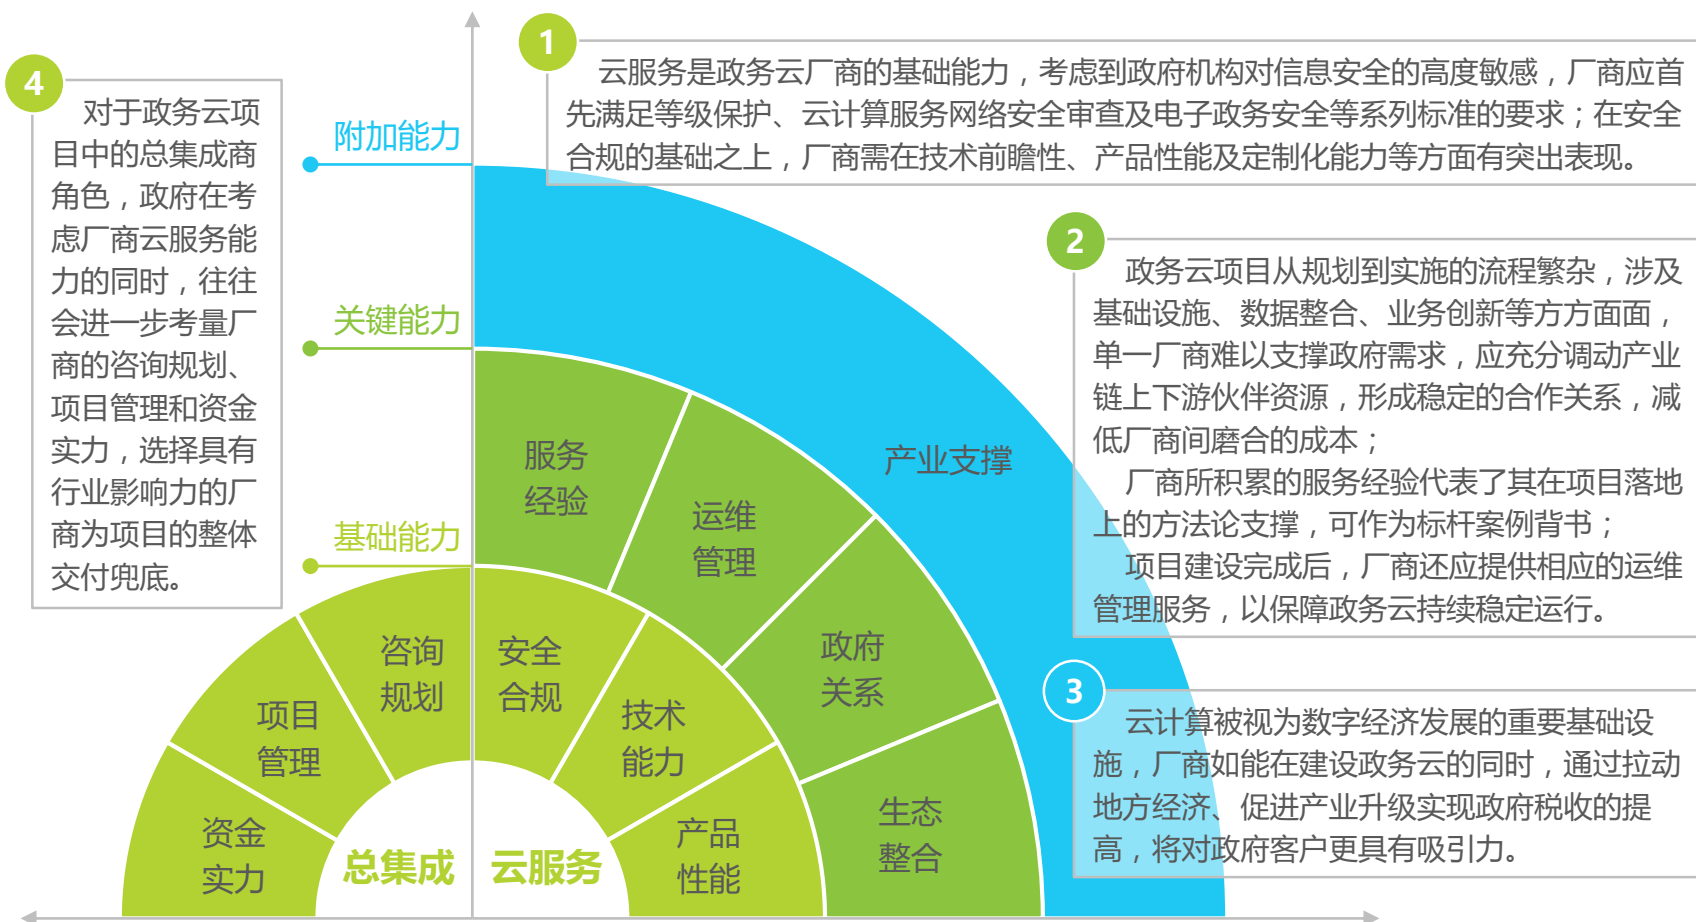 1
云服务是政务云厂商的基础能力，考虑到政府机构对信息安全的高度敏感，厂商应首
先满足等级保护、云计算服务网络安全审查及电子政务安全等系列标准的要求；在安全
合规的基础之上，厂商需在技术前瞻性、产品性能及定制化能力等方面有突出表现。
4
对于政务云项
目中的总集成商
角色，政府在考
虑厂商云服务能
力的同时，往往
会进一步考量厂
商的咨询规划、
项目管理和资金
实力，选择具有
行业影响力的厂
商为项目的整体
交付兜底。
附加能力
关键能力
基础能力
2
政务云项目从规划到实施的流程繁杂，涉及
基础设施、数据整合、业务创新等方方面面，
单一厂商难以支撑政府需求，应充分调动产业
链上下游伙伴资源，形成稳定的合作关系，减
低厂商间磨合的成本；
厂商所积累的服务经验代表了其在项目落地
上的方法论支撑，可作为标杆案例背书；
项目建设完成后，厂商还应提供相应的运维
管理服务，以保障政务云持续稳定运行。
3
云计算被视为数字经济发展的重要基础设
施，厂商如能在建设政务云的同时，通过拉动
地方经济、促进产业升级实现政府税收的提
高，将对政府客户更具有吸引力。
产业支撑
服务
经验
运维
管理
政府
关系
生态
整合
咨询
规划
安全
合规
项目
管理
技术
能力
资金
实力
产品
性能
总集成
云服务